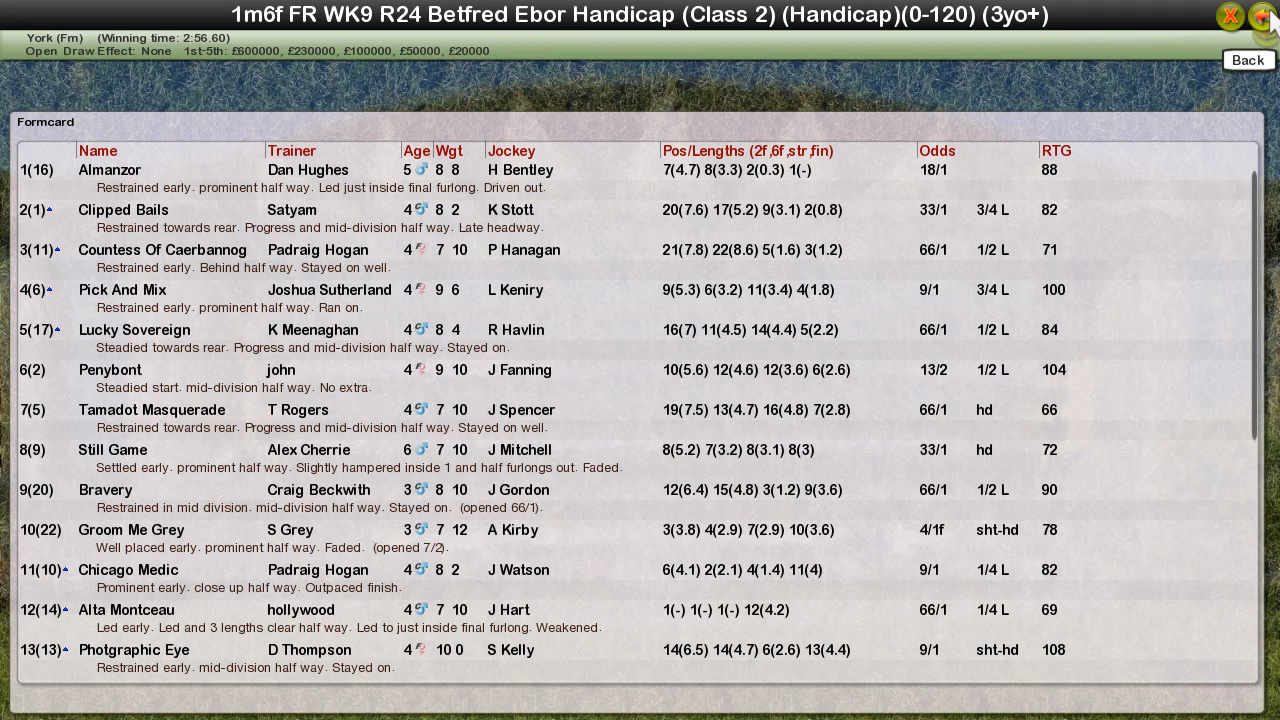 1m6f FR WK9 R24 Betfred Ebor Handicap (Class 2) (Handicap)(0-120) (3yo+)
X
York (Fm) (Winning time: 2:56.60)
Open Draw Effect: None 1st-5th: £600000, £230000, £100000, £50000, £20000
Back
Formcard
Name Trainer Age Wgt Jockey Pos/Lengths (2f,6f,str,fin) Odds RTG
1(16) Almanzor Dan Hughes 5 8 8 H Bentley 7(4.7) 8(3.3) 2(0.3) 1(-) 18/1 88
Restrained early. prominent half way. Led just inside final furlong. Driven out.
2(1) Clipped Bails Satyam 4 8 2 K Stott 20(7.6) 17(5.2) 9(3.1) 2(0.8) 33/1 3/4 L 82
Restrained towards rear. Progress and mid-division half way. Late headway.
3(11) Countess Of Caerbannog Padraig Hogan 4 7 10 P Hanagan 21(7.8) 22(8.6) 5(1.6) 3(1.2) 66/1 1/2 L 71
Restrained early. Behind half way. Stayed on well.
4(6) Pick And Mix Joshua Sutherland 4 9 6 L Keniry 9(5.3) 6(3.2) 11(3.4) 4(1.8) 9/1 3/4 L 100
Restrained early. prominent half way. Ran on.
5(17) Lucky Sovereign K Meenaghan 4 8 4 R Havlin 16(7) 11(4.5) 14(4.4) 5(2.2) 66/1 1/2 L 84
Steadied towards rear. Progress and mid-division half way. Stayed on.
6(2) Penybont john 4 9 10 J Fanning 10(5.6) 12(4.6) 12(3.6) 6(2.6) 13/2 1/2 L 104
Steadied start. mid-division half way. No extra.
7(5) Tamadot Masquerade T Rogers 4 7 10 J Spencer 19(7.5) 13(4.7) 16(4.8) 7(2.8) 66/1 hd 66
Restrained towards rear. Progress and mid-division half way. Stayed on well.
8(9) Still Game Alex Cherrie 6 7 10 J Mitchell 8(5.2) 7(3.2) 8(3.1) 8(3) 33/1 hd 72
Settled early. prominent half way. Slightly hampered inside 1 and half furlongs out. Faded.
9(20) Bravery Craig Beckwith 3 8 10 J Gordon 12(6.4) 15(4.8) 3(1.2) 9(3.6) 66/1 1/2 L 90
Restrained in mid division. mid-division half way. Stayed on. (opened 66/1).
10(22) Groom Me Grey S Grey 3 7 12 A Kirby 3(3.8) 4(2.9) 7(2.9) 10(3.6) 4/1f sht-hd 78
Well placed early. prominent half way. Faded. (opened 7/2).
11(10) Chicago Medic Padraig Hogan 4 8 2 J Watson 6(4.1) 2(2.1) 4(1.4) 11(4) 9/1 1/4 L 82
Prominent early. close up half way. Outpaced finish.
12(14) Alta Montceau hollywood 4 7 10 J Hart 1(-) 1(-) 1(-) 12(4.2) 66/1 1/4 L 69
Led early. Led and 3 lengths clear half way. Led to just inside final furlong. Weakened.
13(13) Photgraphic Eye D Thompson 4 10 0 S Kelly 14(6.5) 14(4.7) 6(2.6) 13(4.4) 9/1 sht-hd 108
Restrained early. mid-division half way. Stayed on.